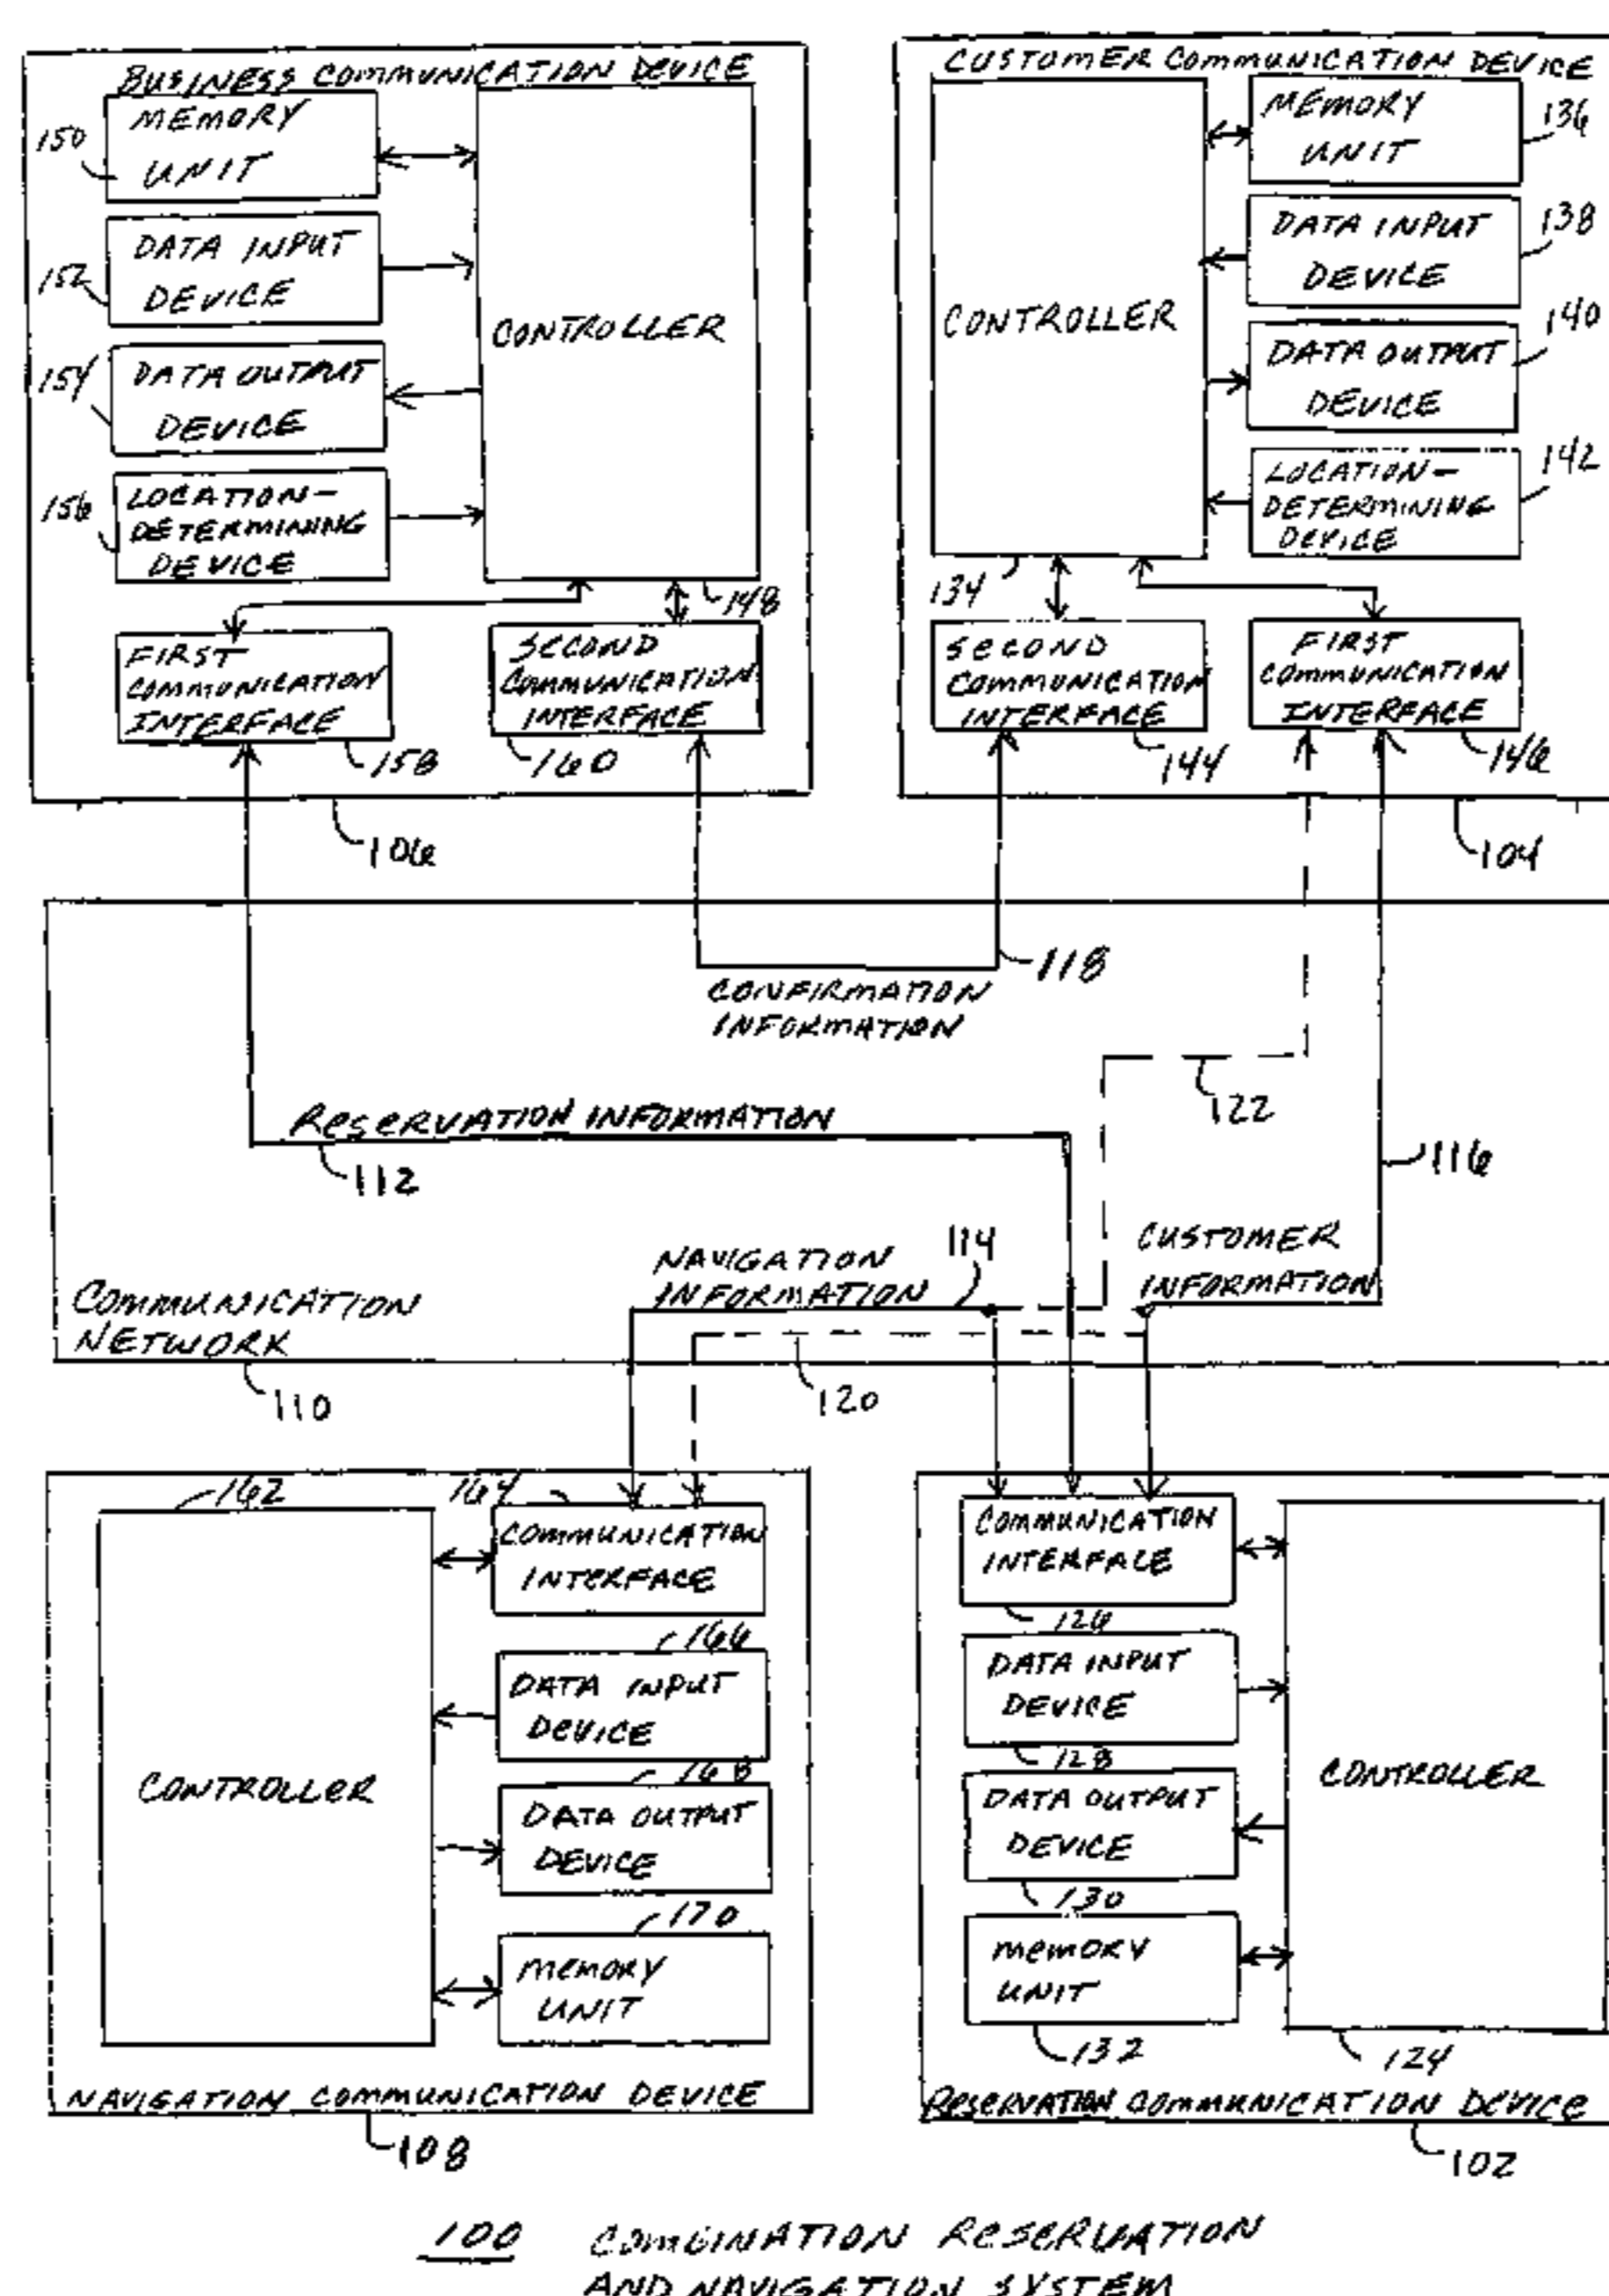 BUSINESS COMMUNICATION DEVICE
MEMORY
UNIT
150
DATA INPUT
DEVICE
152
DATA OUTPUT
DEVICE
154
LOCATION-
DETERMINING
DEVICE
156
CONTROLLER
148
FIRST
COMMUNICATION
INTERFACE
158
SECOND
COMMUNICATION
INTERFACE
160
106
CUSTOMER COMMUNICATION DEVICE
CONTROLLER
134
MEMORY
UNIT
136
DATA INPUT
DEVICE
138
DATA OUTPUT
DEVICE
140
LOCATION-
DETERMINING
DEVICE
142
SECOND
COMMUNICATION
INTERFACE
144
FIRST
COMMUNICATION
INTERFACE
146
104
118
CONFIRMATION
INFORMATION
122
RESERVATION INFORMATION
112
116
NAVIGATION
INFORMATION
114
CUSTOMER
INFORMATION
COMMUNICATION
NETWORK
110
120
162
CONTROLLER
164
COMMUNICATION
INTERFACE
166
DATA INPUT
DEVICE
168
DATA OUTPUT
DEVICE
170
MEMORY
UNIT
NAVIGATION COMMUNICATION DEVICE
108
COMMUNICATION
INTERFACE
126
DATA INPUT
DEVICE
128
DATA OUTPUT
DEVICE
130
MEMORY
UNIT
132
CONTROLLER
124
RESERVATION COMMUNICATION DEVICE
102
100 COMBINATION RESERVATION
AND NAVIGATION SYSTEM